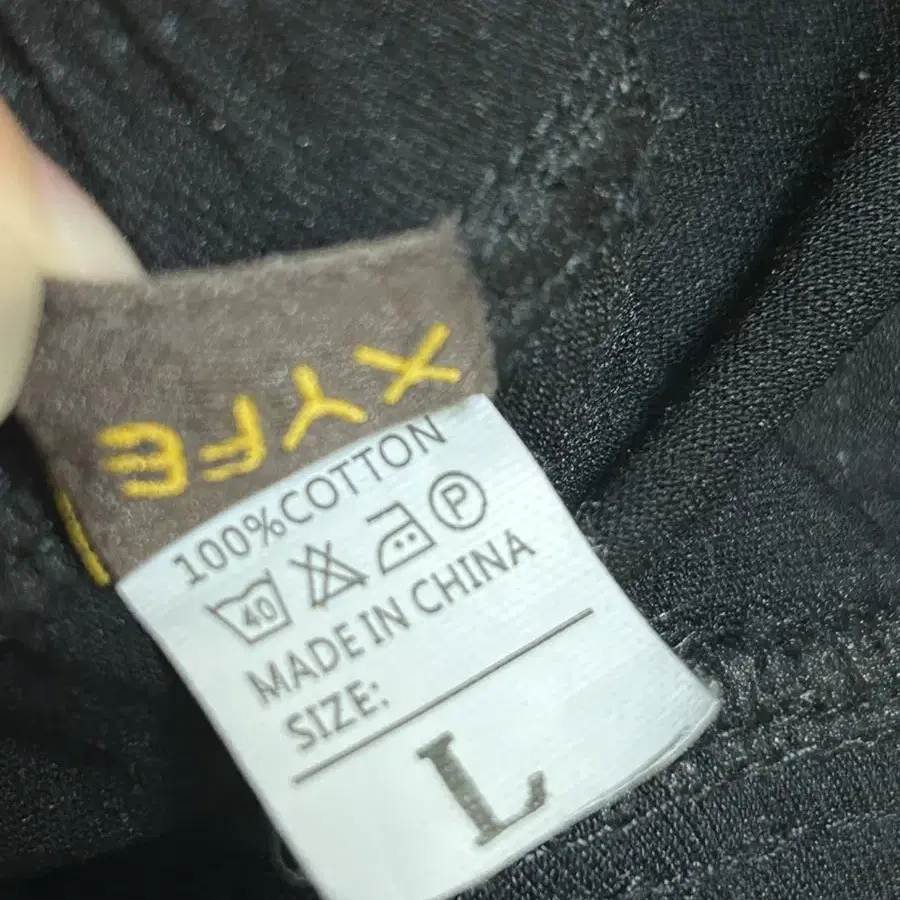 XYFE
100%COTTON
40
P
MADE IN CHINA
SIZE:
L